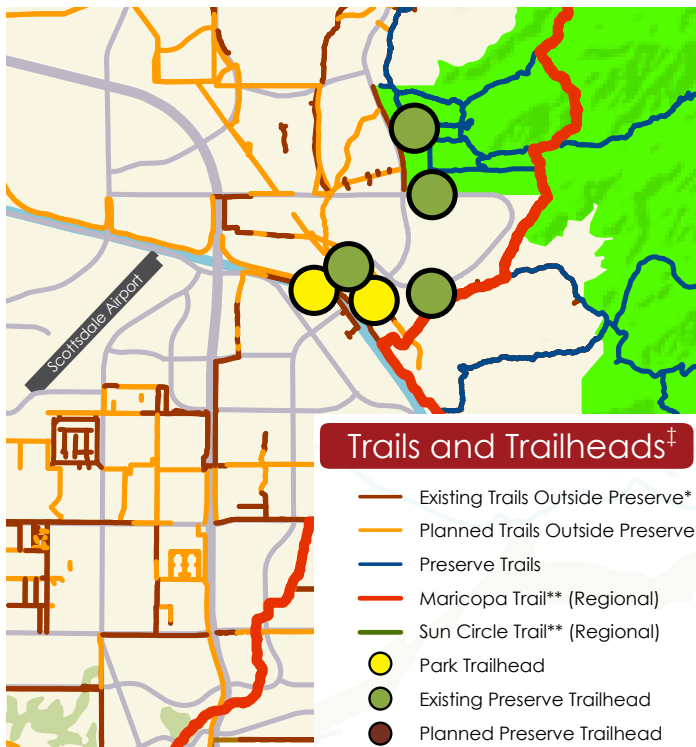 Scottsdale Airport
Trails and Trailheads‡
Existing Trails Outside Preserve*
Planned Trails Outside Preserve
Preserve Trails
Maricopa Trail** (Regional)
Sun Circle Trail** (Regional)
Park Trailhead
Existing Preserve Trailhead
Planned Preserve Trailhead